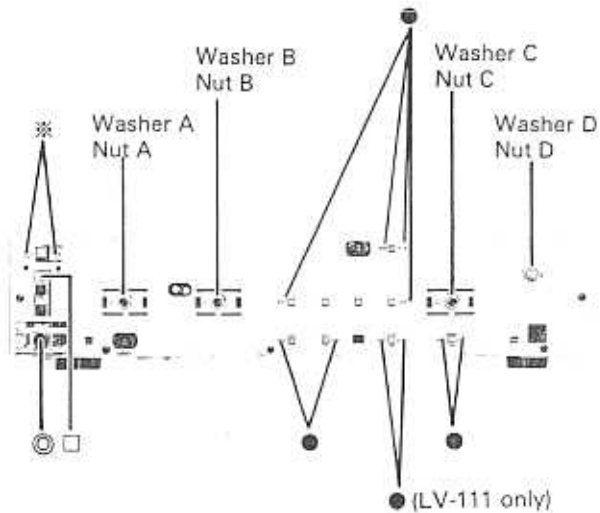 Washer B
Nut B
Washer C
Nut C
Washer A
Nut A
Washer D
Nut D
※
(LV-111 only)